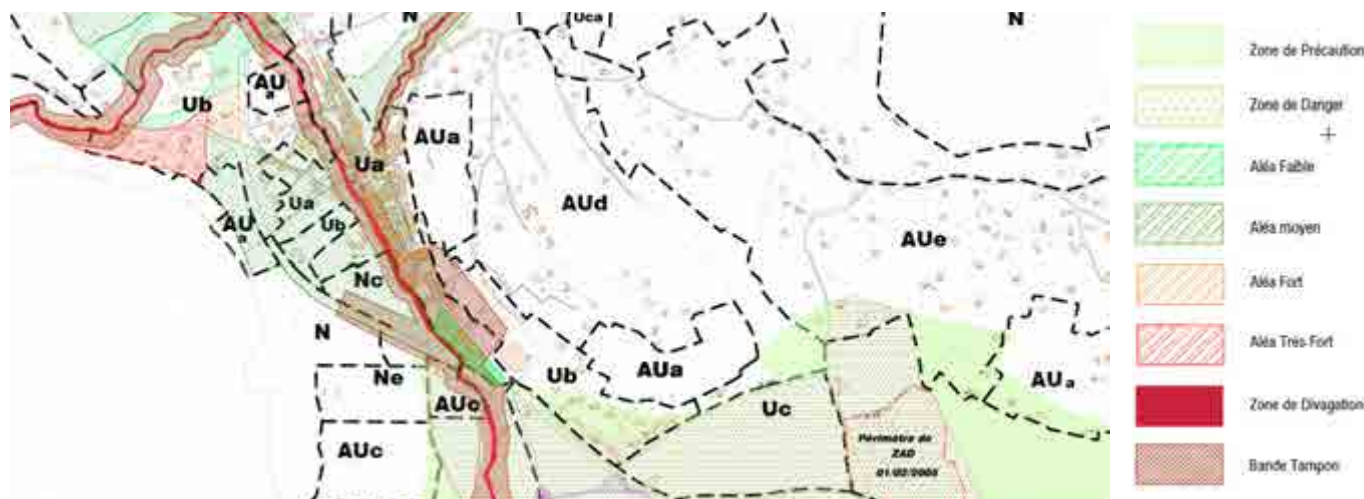 N
Uca
N
AU
a
Ub
AUa
Ua
AUd
Ua
AU
a
Ub
AUe
Nc
N
Ub
AUa
AUa
Ne
AUc
Uc
AUc
Périmètre de
ZAD
Zone de Précaution
Zone de Danger
Aléa Faible
Aléa moyen
Aléa Fort
Aléa Très Fort
Zone de Divagation
Bande Tampon